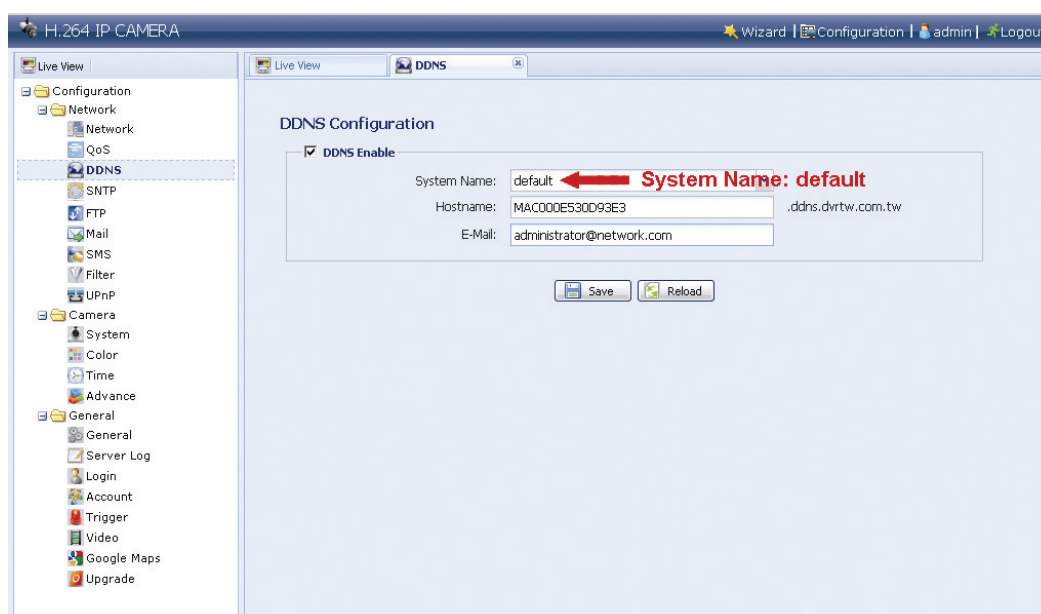 H.264 IP CAMERA
Wizard | Configuration | admin | Logou
Live View
Configuration
Network
Network
QoS
DDNS
SNTP
FTP
Mail
SMS
Filter
UPnP
Camera
System
Color
Time
Advance
General
General
Server Log
Login
Account
Trigger
Video
Google Maps
Upgrade
Live View
DDNS
DDNS Configuration
DDNS Enable
System Name: default System Name: default
Hostname: MAC000E530D93E3 .ddns.dvrtw.com.tw
E-Mail: administrator@network.com
Save Reload